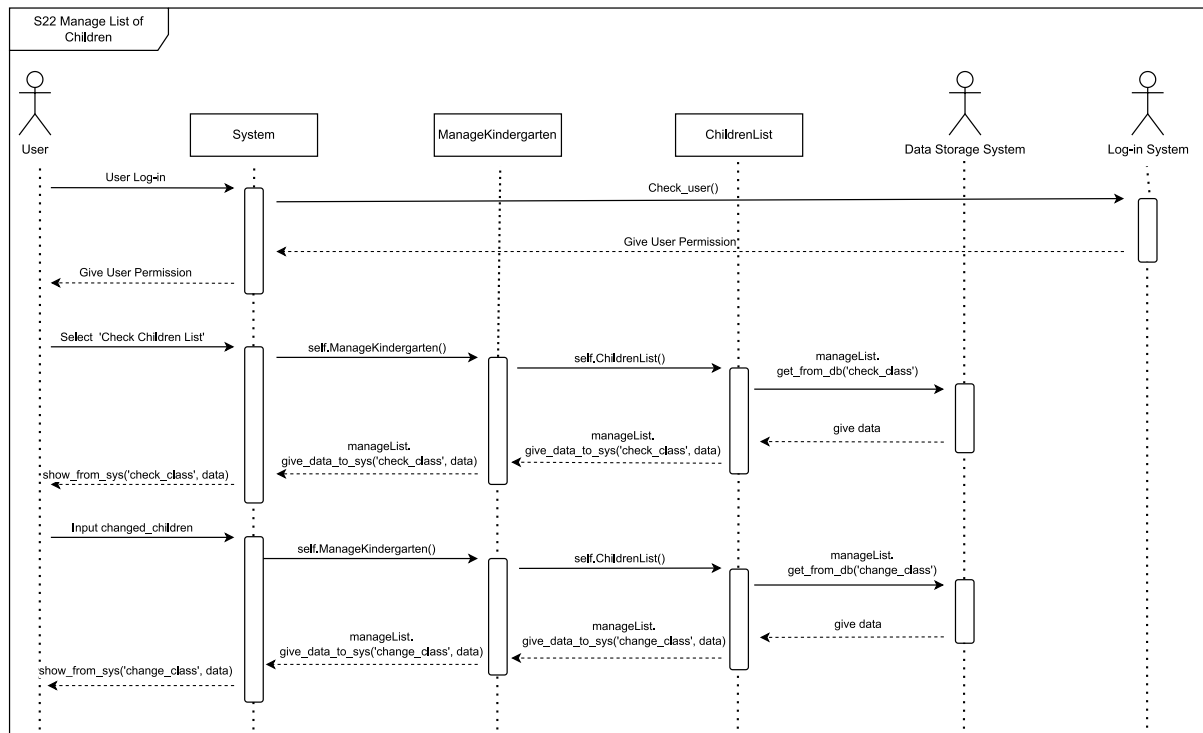 S22 Manage List of
Children
User
System
ManageKindergarten
ChildrenList
Data Storage System
Log-in System
User Log-in
Check_user()
Give User Permission
Give User Permission
Select 'Check Children List'
self.ManageKindergarten()
self.ChildrenList()
manageList.
get_from_db('check_class')
give data
manageList.
give_data_to_sys('check_class', data)
manageList.
give_data_to_sys('check_class', data)
show_from_sys('check_class', data)
Input changed_children
self.ManageKindergarten()
self.ChildrenList()
manageList.
get_from_db('change_class')
give data
manageList.
give_data_to_sys('change_class', data)
manageList.
give_data_to_sys('change_class', data)
show_from_sys('change_class', data)